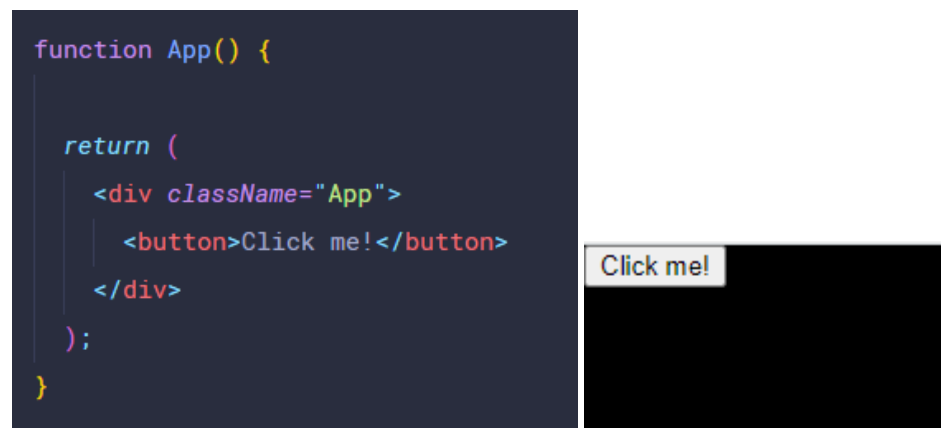 function App() {
return (
<div className="App">
<button>Click me!</button>
</div>
);
}
Click me!